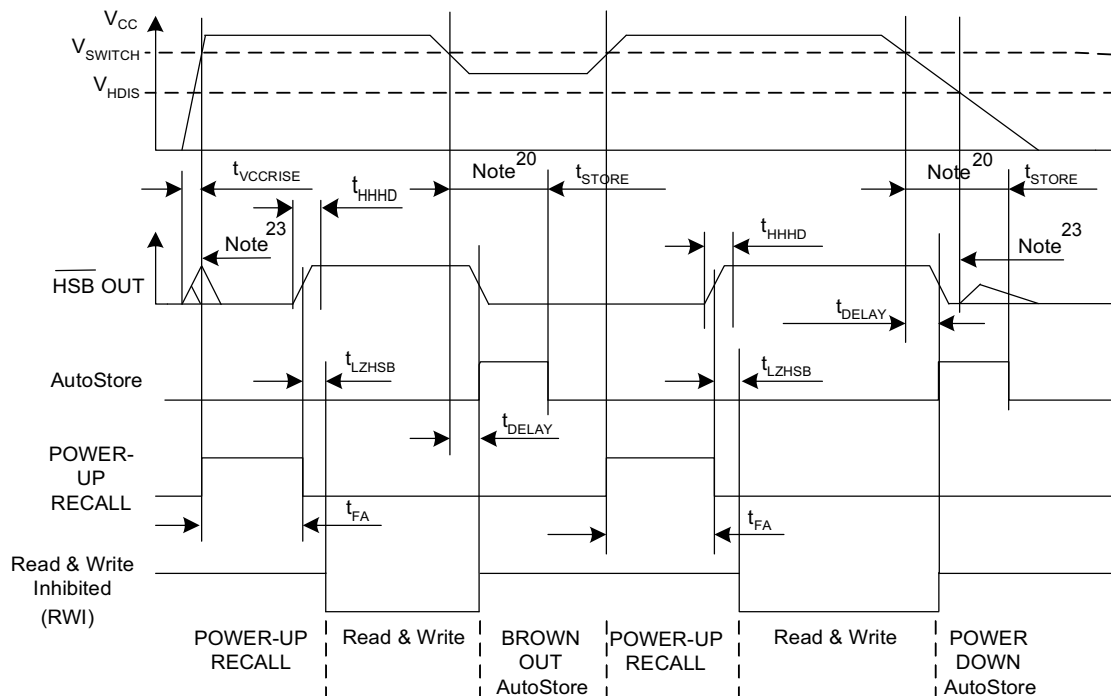 VCC
VSWITCH
VHDIS
tVCCRISE
Note20
tSTORE
Note20
tSTORE
tHHHD
Note23
tHHHD
Note23
HSB OUT
tDELAY
tLZHSB
tLZHSB
AutoStore
tDELAY
POWER-
UP
RECALL
tFA
tFA
Read & Write
Inhibited
(RWI)
POWER-UP
RECALL
Read & Write
BROWN
OUT
AutoStore
POWER-UP
RECALL
Read & Write
POWER
DOWN
AutoStore